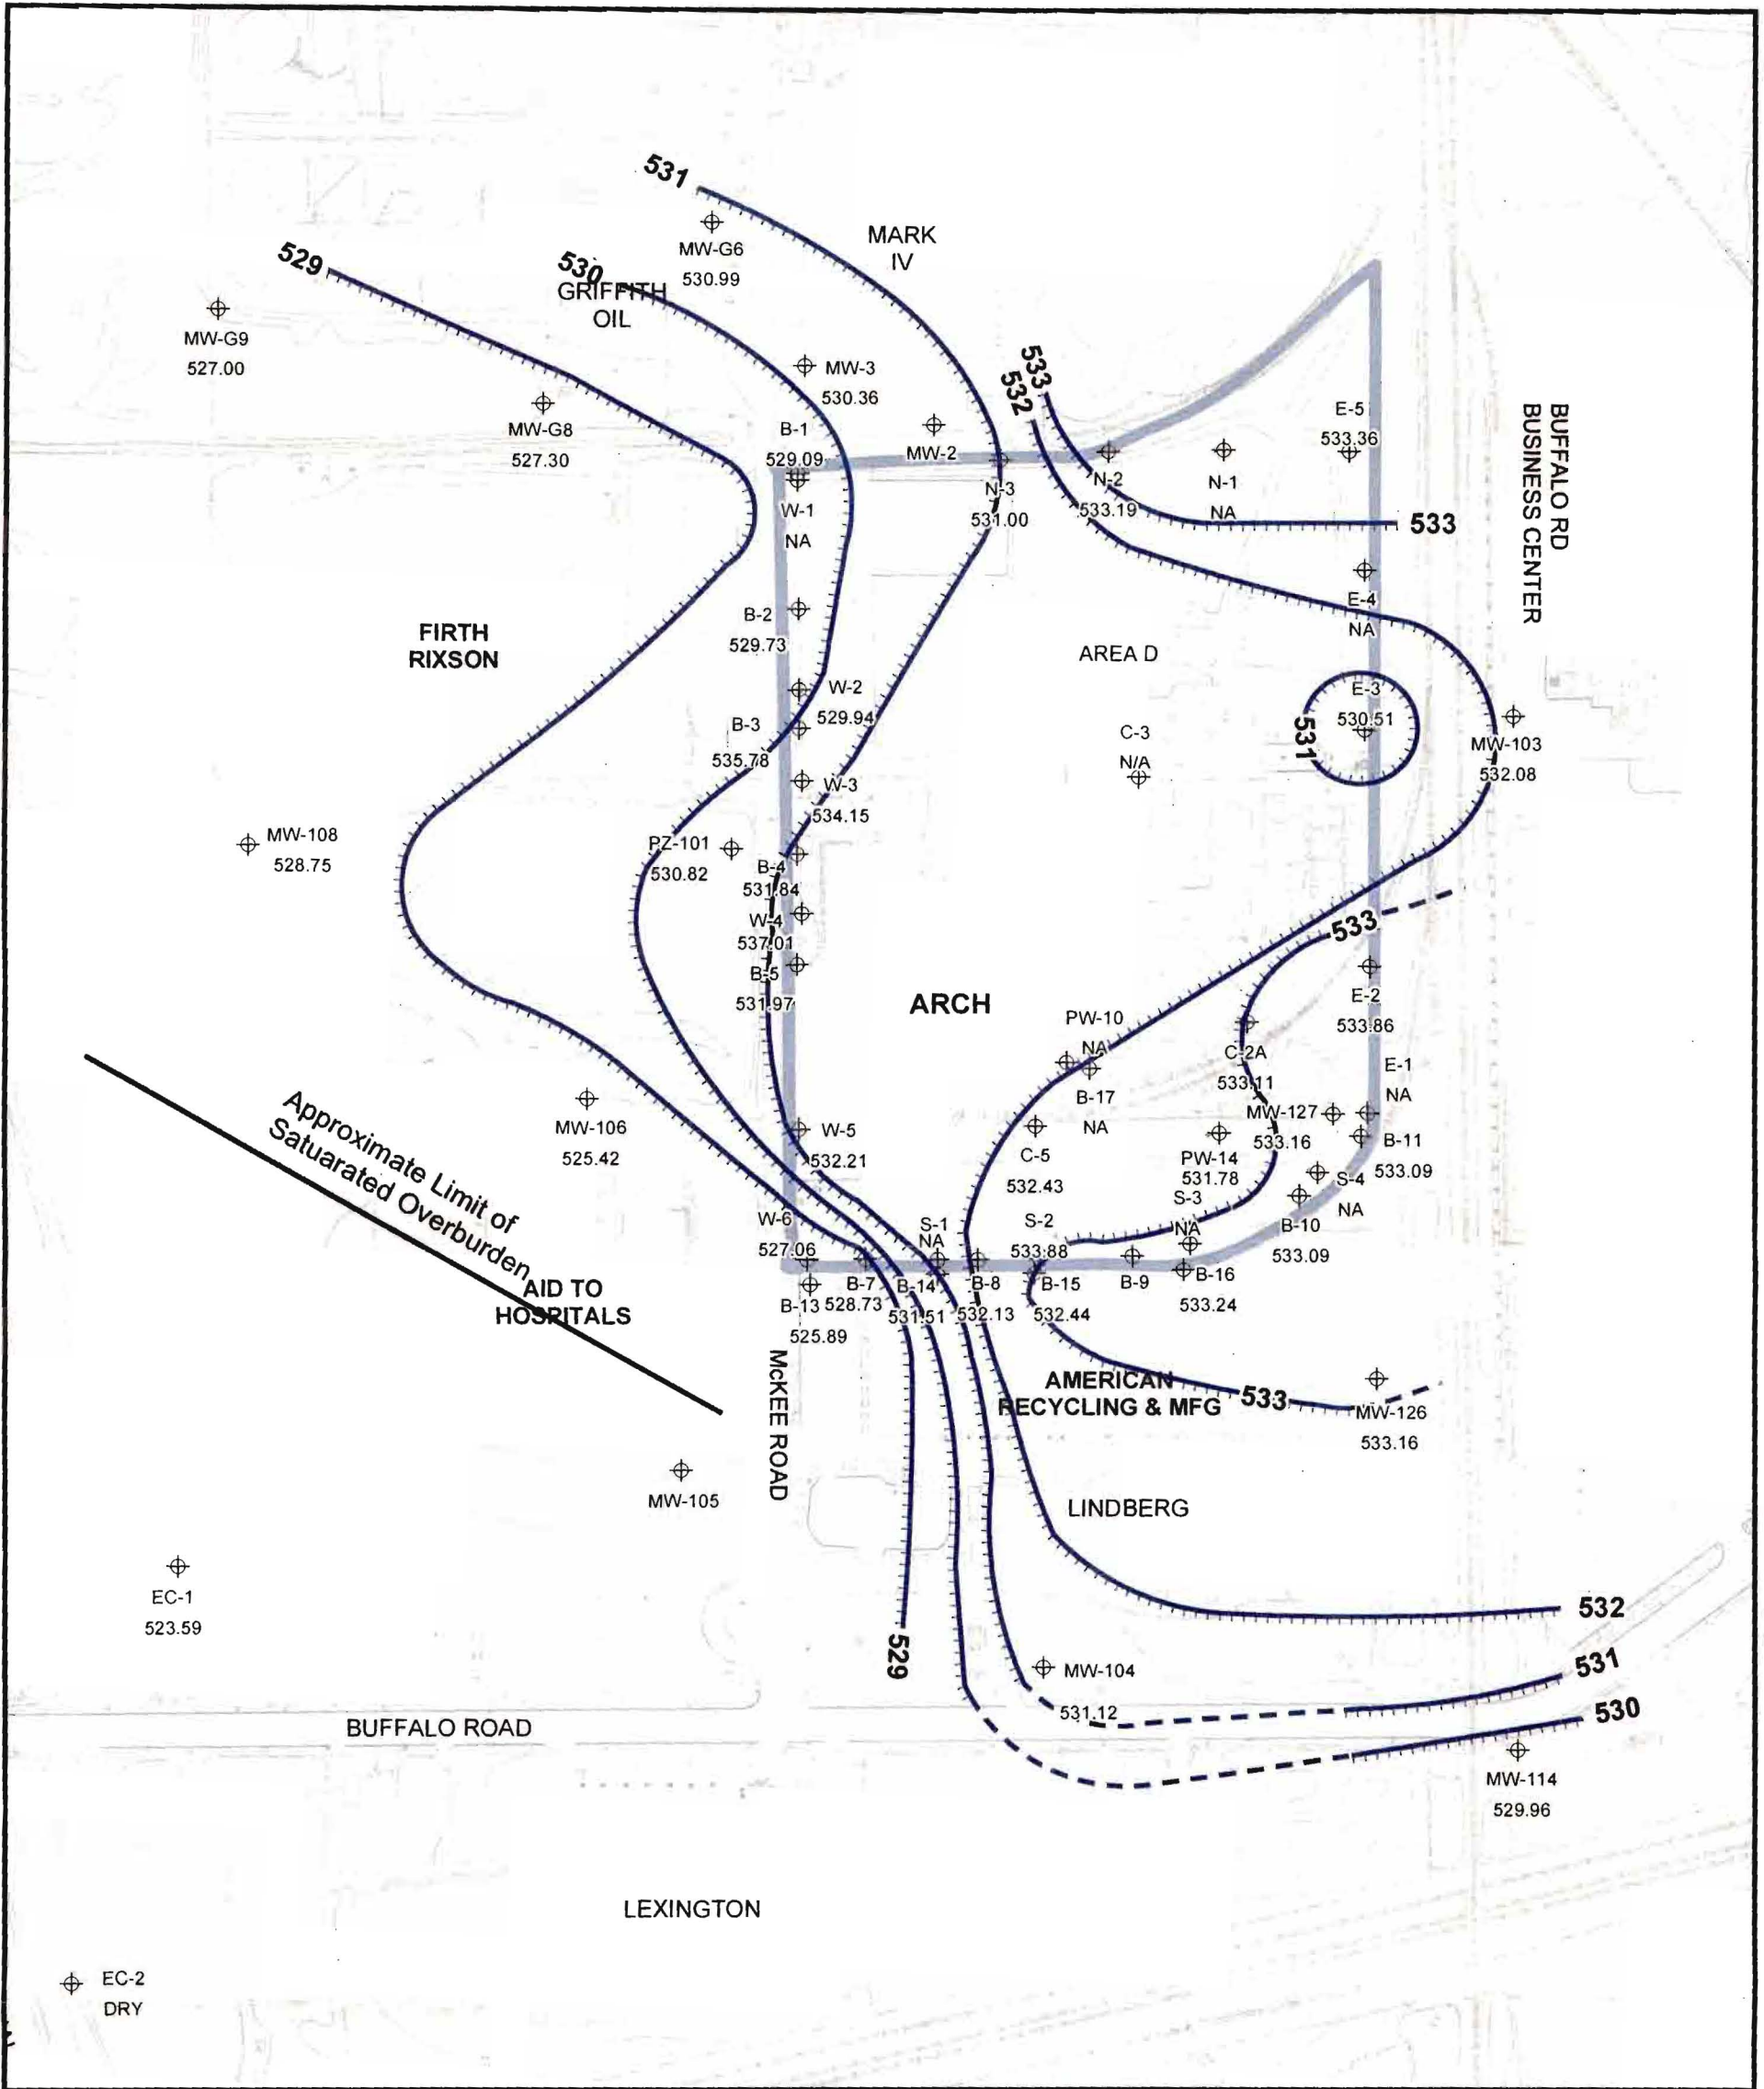 531
MARK
IV
MW-G6
530.99
529
530
GRIFFITH
OIL
MW-G9
527.00
MW-3
530.36
533
532
MW-G8
527.30
B-1
529.09
MW-2
E-5
533.36
BUFFALO RD
BUSINESS CENTER
N-2
533.19
N-1
NA
N-3
531.00
W-1
NA
533
E-4
NA
B-2
529.73
FIRTH
RIXSON
AREA D
W-2
529.94
E-3
530.51
531
B-3
535.78
C-3
N/A
MW-103
532.08
W-3
534.15
MW-108
528.75
PZ-101
530.82
B-4
531.84
W-4
537.01
B-5
531.97
533
ARCH
E-2
533.86
PW-10
NA
B-17
NA
C-2A
533.11
E-1
NA
MW-127
533.16
B-11
533.09
MW-106
525.42
Approximate Limit of
Satuarated Overburden
W-5
532.21
C-5
532.43
PW-14
531.78
S-4
NA
S-3
NA
W-6
527.06
S-1
NA
S-2
533.88
B-10
533.09
B-7
528.73
B-14
531.51
B-8
532.13
B-15
532.44
B-9
B-16
533.24
B-13
525.89
AID TO
HOSPITALS
McKEE ROAD
AMERICAN
RECYCLING & MFG
533
MW-126
533.16
MW-105
LINDBERG
EC-1
523.59
532
529
MW-104
531.12
531
530
BUFFALO ROAD
MW-114
529.96
LEXINGTON
EC-2
DRY